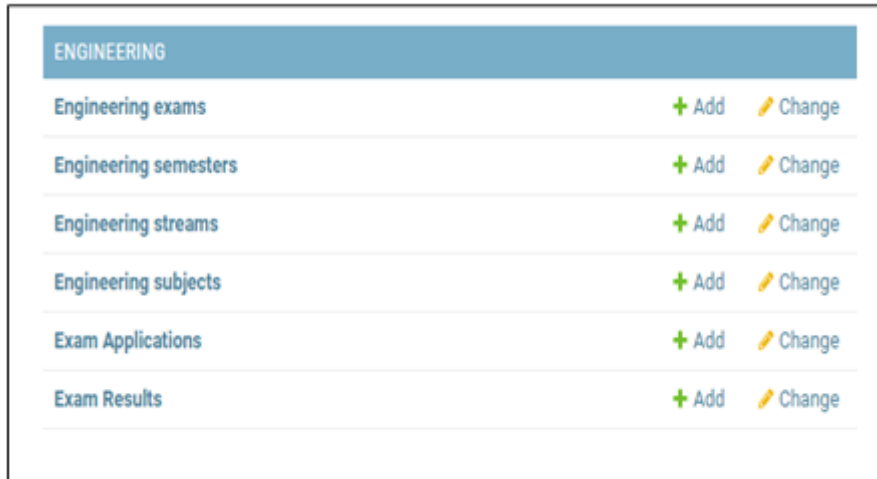 ENGINEERING
Engineering exams Add Change
Engineering semesters Add Change
Engineering streams Add Change
Engineering subjects Add Change
Exam Applications Add Change
Exam Results Add Change